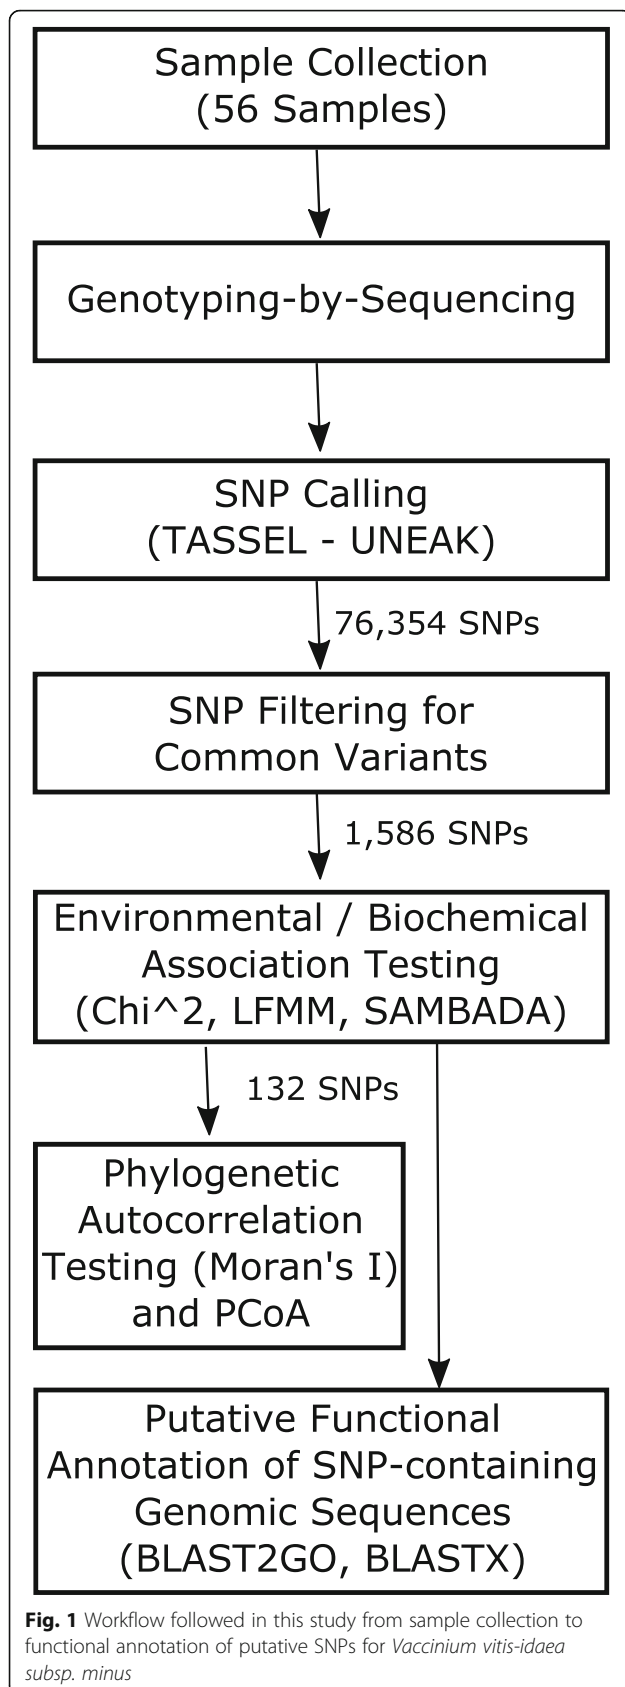 Sample Collection
(56 Samples)
Genotyping-by-Sequencing
SNP Calling
(TASSEL - UNEAK)
76,354 SNPs
SNP Filtering for
Common Variants
1,586 SNPs
Environmental / Biochemical
Association Testing
(Chi^2, LFMM, SAMBADA)
132 SNPs
Phylogenetic
Autocorrelation
Testing (Moran's I)
and PCoA
Putative Functional
Annotation of SNP-containing
Genomic Sequences
(BLAST2GO, BLASTX)
Fig. 1 Workflow followed in this study from sample collection to
functional annotation of putative SNPs for Vaccinium vitis-idaea
subsp. minus